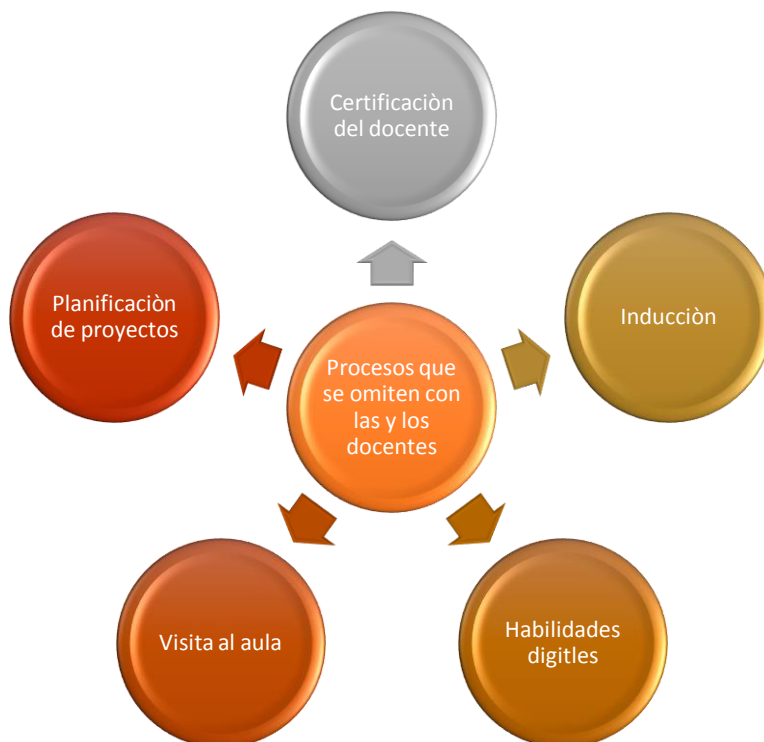 Certificaciòn
del docente
Planificaciòn
de proyectos
Inducciòn
Procesos que
se omiten con
las y los
docentes
Visita al aula
Habilidades
digitles